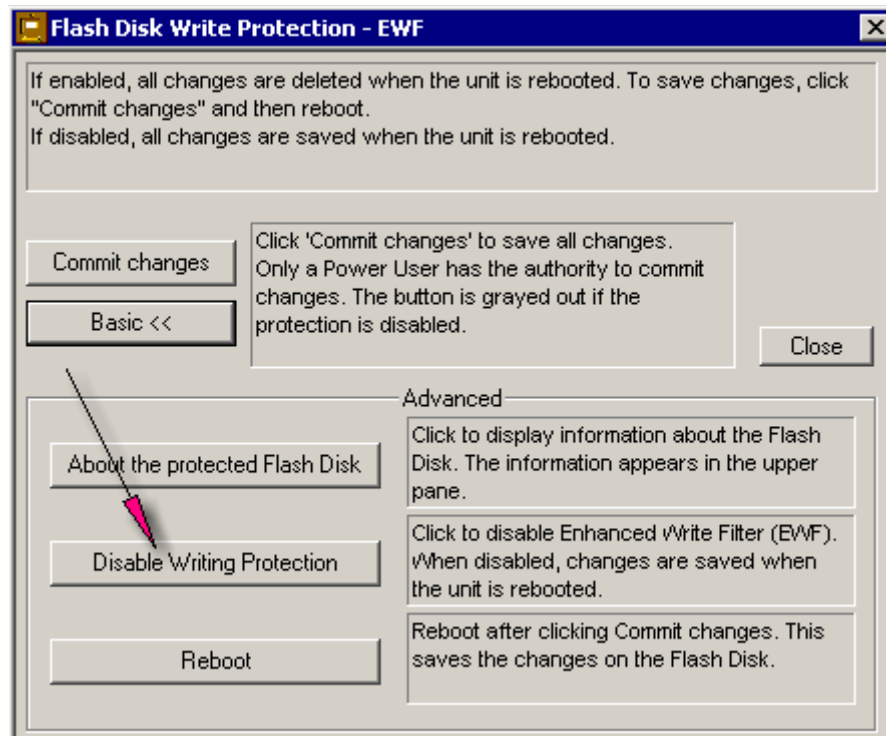 Flash Disk Write Protection - EWF
If enabled, all changes are deleted when the unit is rebooted. To save changes, click
"Commit changes" and then reboot.
If disabled, all changes are saved when the unit is rebooted.
Commit changes
Click 'Commit changes' to save all changes.
Only a Power User has the authority to commit
changes. The button is grayed out if the
protection is disabled.
Basic <<
Close
Advanced
About the protected Flash Disk
Click to display information about the Flash
Disk. The information appears in the upper
pane.
Disable Writing Protection
Click to disable Enhanced Write Filter (EWF).
When disabled, changes are saved when
the unit is rebooted.
Reboot
Reboot after clicking Commit changes. This
saves the changes on the Flash Disk.